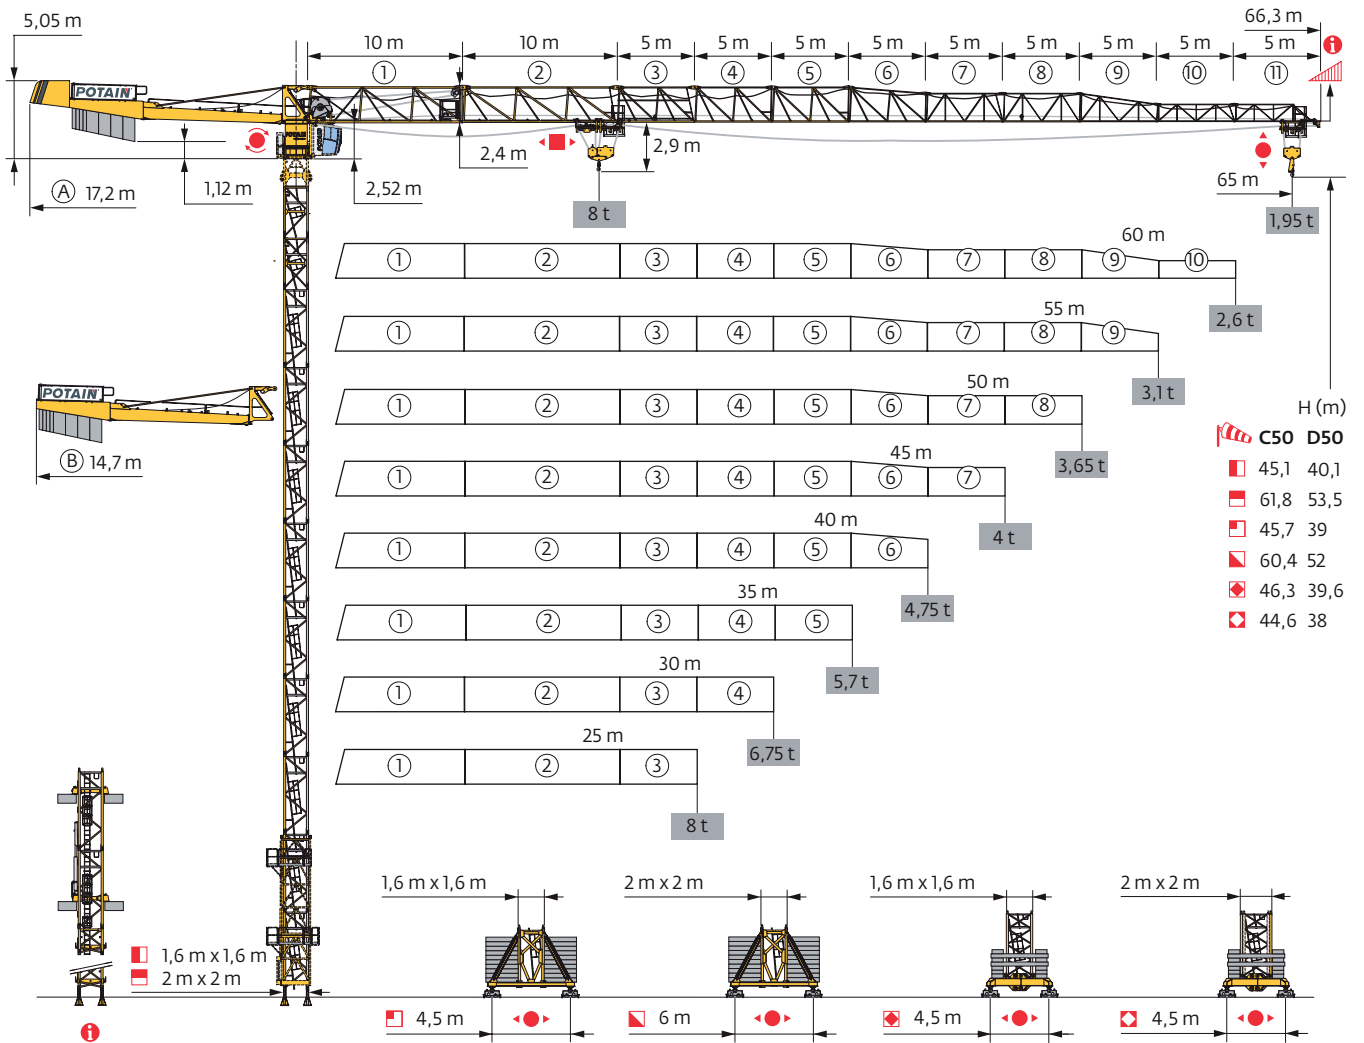 5,05 m
66,3 m
10 m 10 m 5 m 5 m 5 m 5 m 5 m 5 m 5 m 5 m 5 m
① ② ③ ④ ⑤ ⑥ ⑦ ⑧ ⑨ ⑩ ⑪
i
POTAIN
2,4 m
2,9 m
Ⓐ 17,2 m
1,12 m
2,52 m
65 m
8 t
1,95 t
60 m
① ② ③ ④ ⑤ ⑥ ⑦ ⑧ ⑨ ⑩
2,6 t
55 m
① ② ③ ④ ⑤ ⑥ ⑦ ⑧ ⑨
3,1 t
POTAIN
Ⓑ 14,7 m
50 m
① ② ③ ④ ⑤ ⑥ ⑦ ⑧
3,65 t
45 m
① ② ③ ④ ⑤ ⑥ ⑦
4 t
40 m
① ② ③ ④ ⑤ ⑥
4,75 t
35 m
① ② ③ ④ ⑤
5,7 t
30 m
① ② ③ ④
6,75 t
25 m
① ② ③
8 t
H (m)
C50 D50
45,1 40,1
61,8 53,5
45,7 39
60,4 52
46,3 39,6
44,6 38
1,6 m x 1,6 m
2 m x 2 m
i
1,6 m x 1,6 m
2 m x 2 m
1,6 m x 1,6 m
2 m x 2 m
4,5 m
6 m
4,5 m
4,5 m